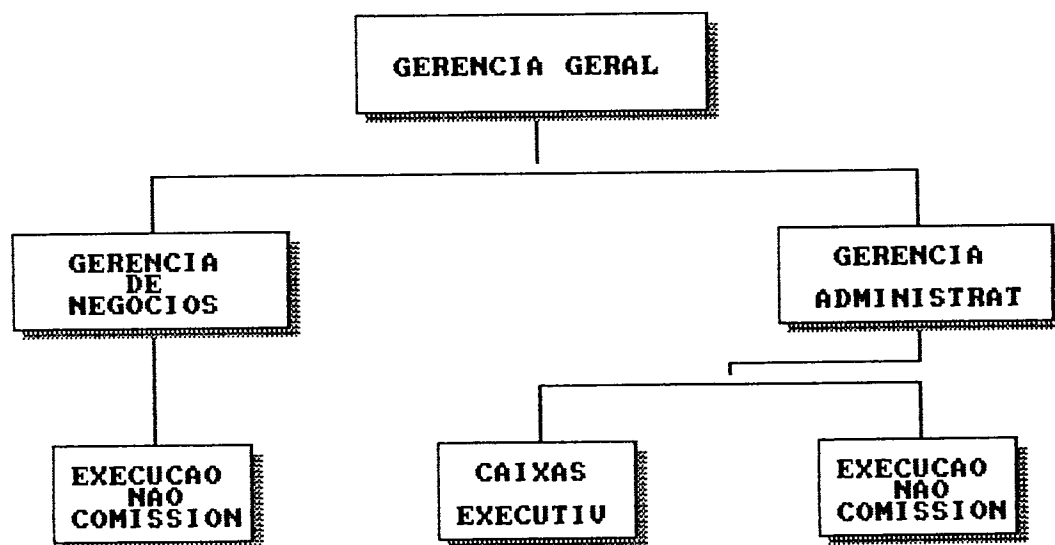 GERENCIA GERAL
GERENCIA
DE
NEGOCIOS
GERENCIA
ADMINISTRAT
EXECUCAO
NAO
COMISSION
CAIXAS
EXECUTIV
EXECUCAO
NAO
COMISSION